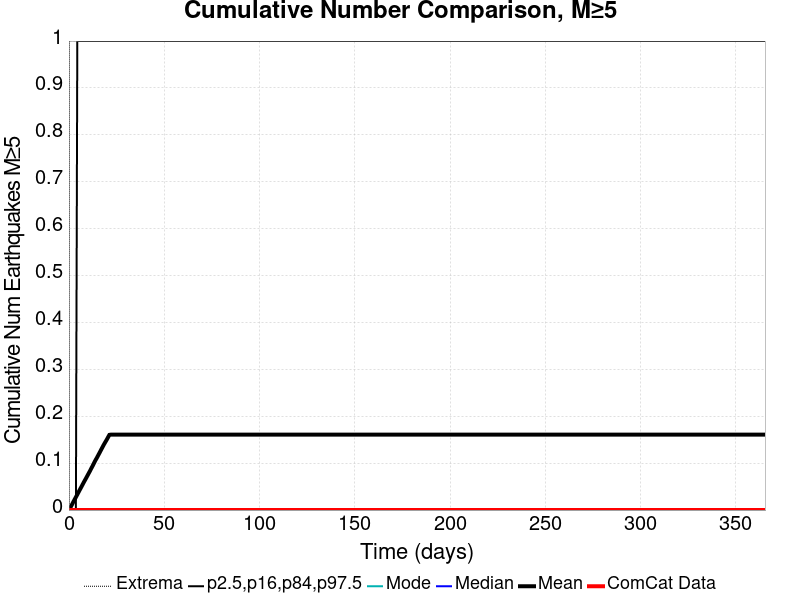 Cumulative Number Comparison, M≥5
Cumulative Num Earthquakes M≥5
1
0.9
0.8
0.7
0.6
0.5
0.4
0.3
0.2
0.1
0
0 50 100 150 200 250 300 350
Time (days)
Extrema p2.5,p16,p84,p97.5 Mode Median Mean ComCat Data